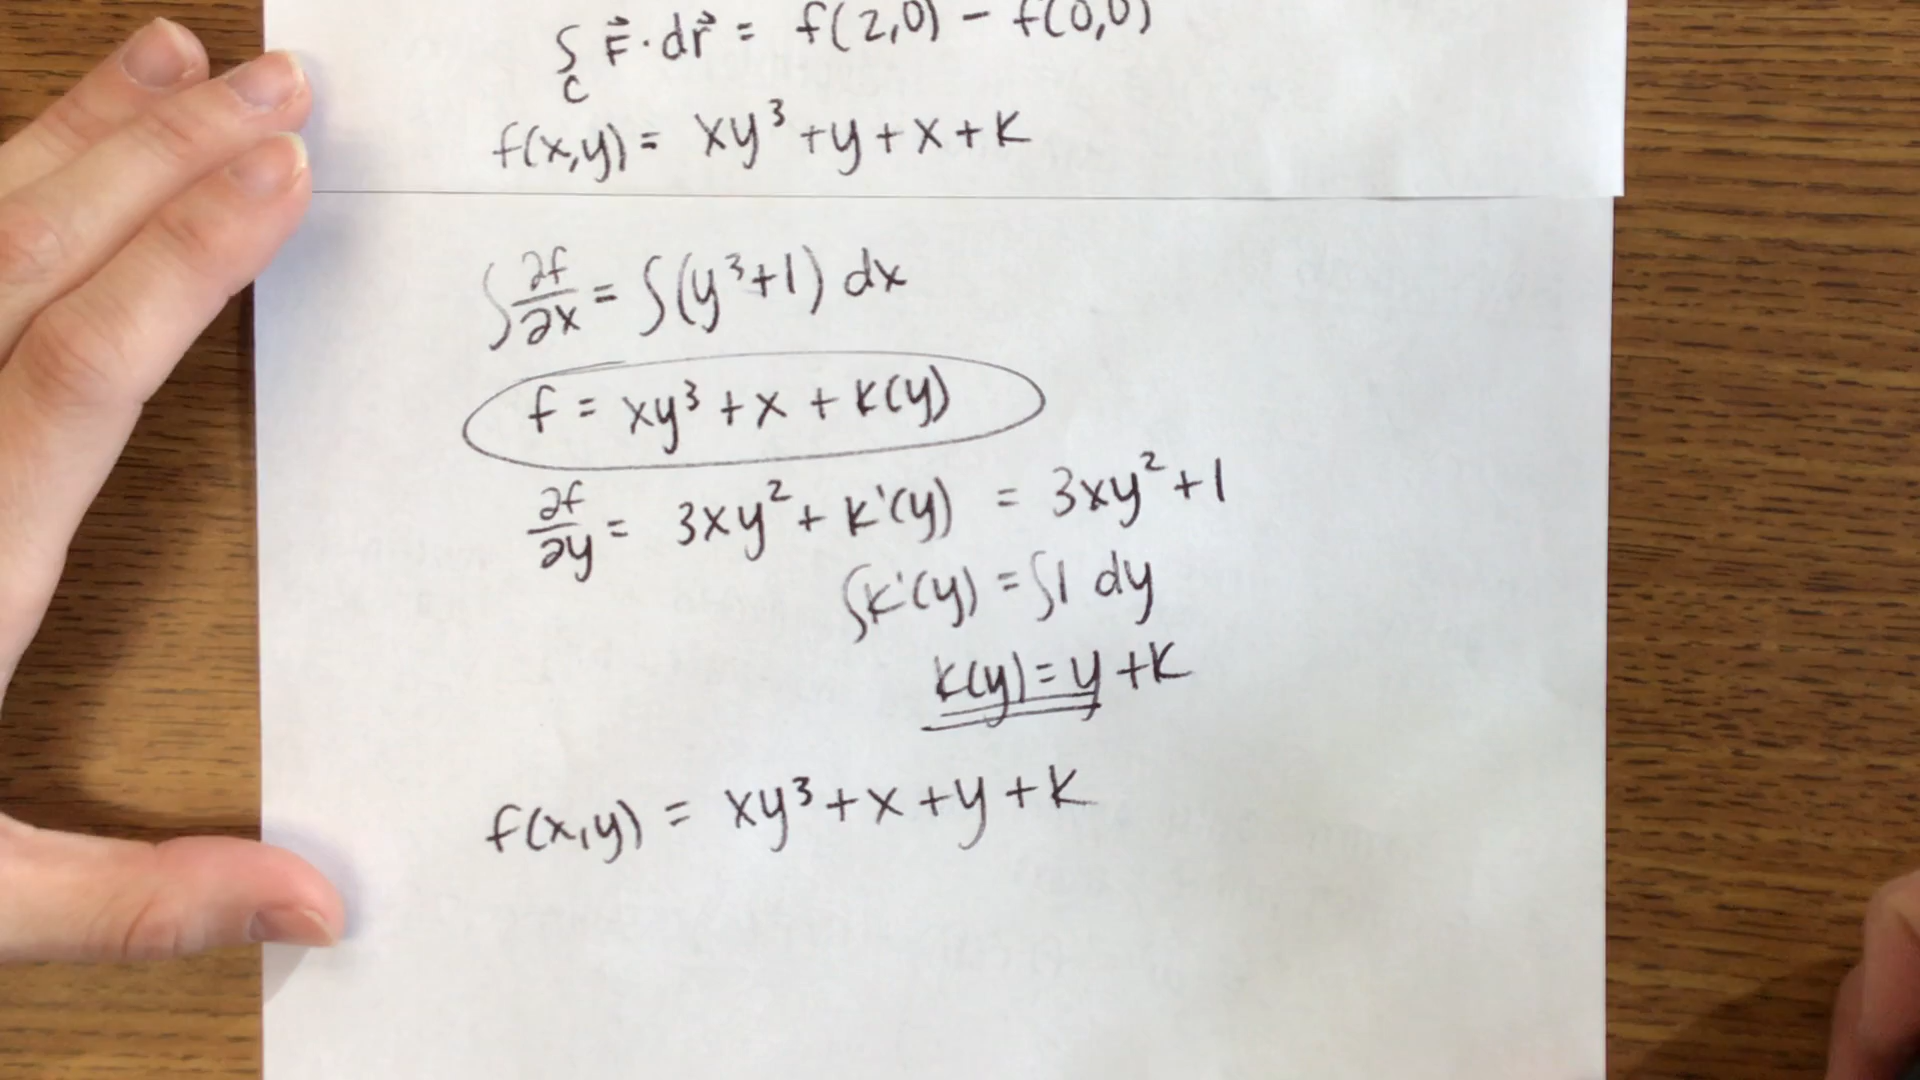 ∫_C F⃗ · dr⃗ = f(2,0) − f(0,0)
f(x,y) = xy³ + y + x + K
∫ ∂f/∂x = ∫(y³+1) dx
f = xy³ + x + k(y)
∂f/∂y = 3xy² + k'(y) = 3xy² + 1
∫k'(y) = ∫1 dy
k(y) = y + K
f(x,y) = xy³ + x + y + K